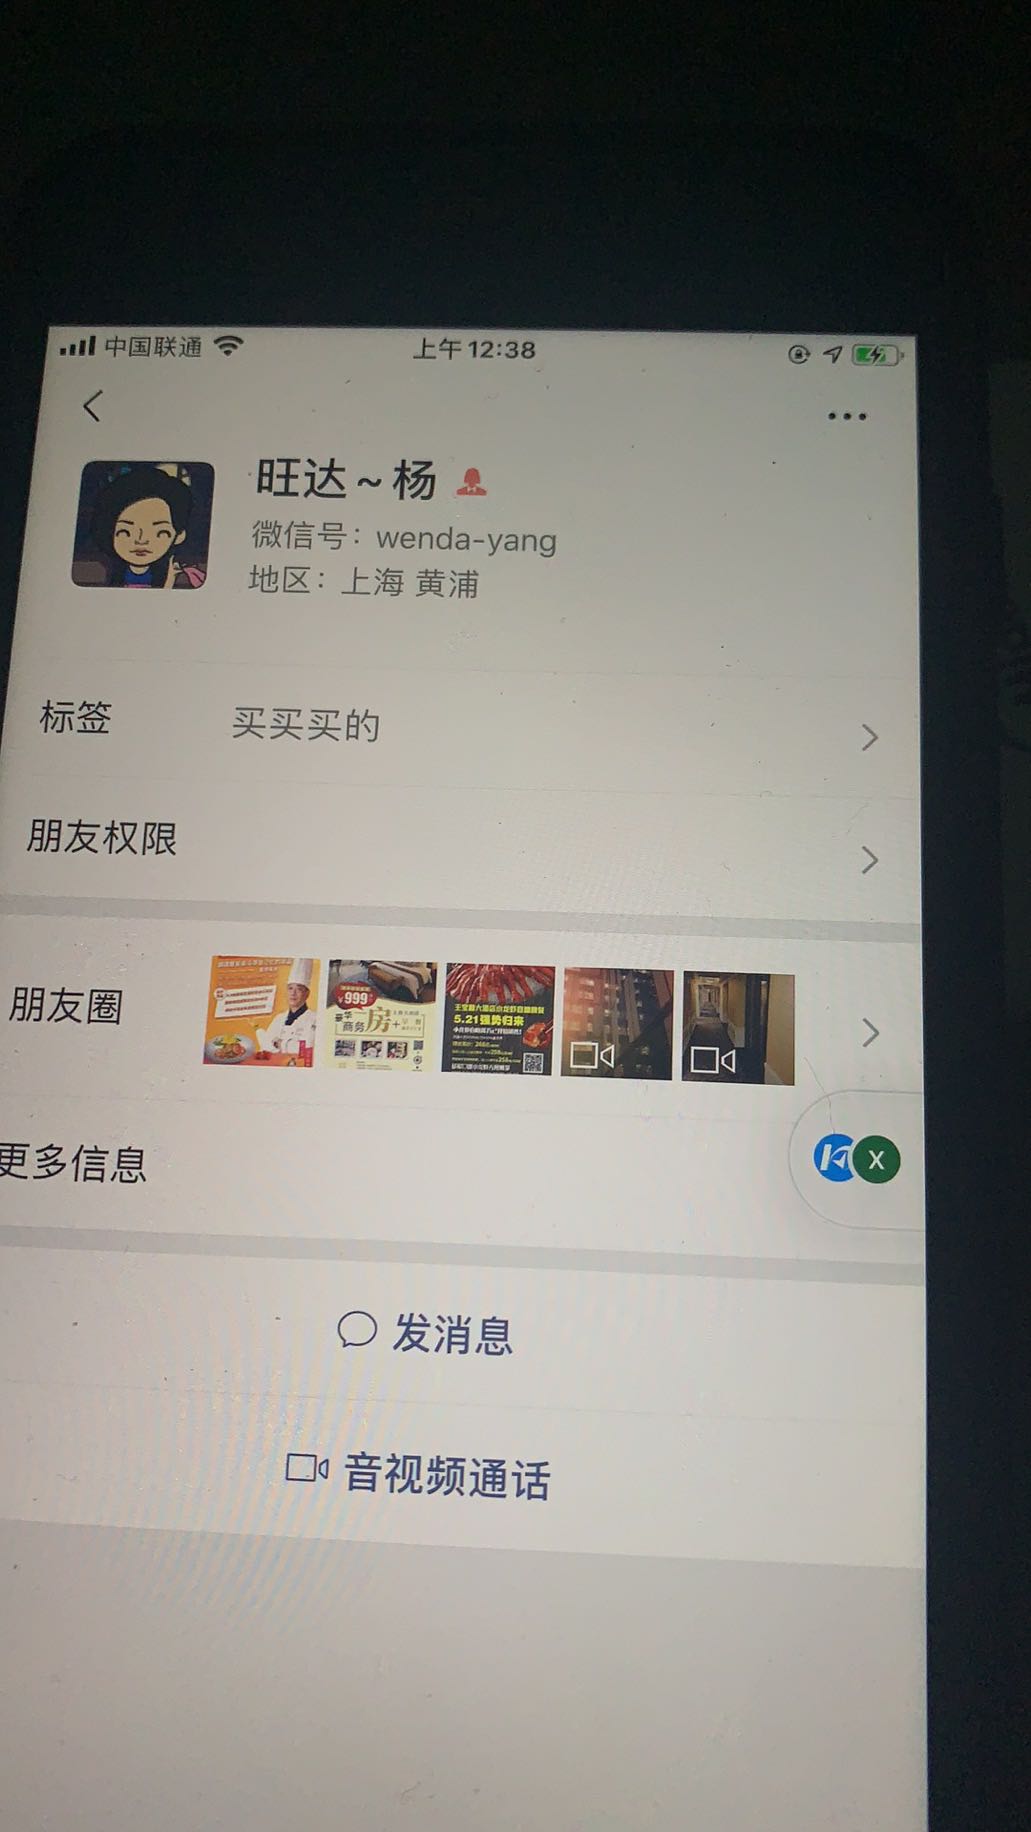 中国联通
上午12:38
旺达~杨
微信号：wenda-yang
地区：上海 黄浦
标签 买买买的
朋友权限
朋友圈
¥999
豪华
商务房+
5.21强势归来
更多信息
X
发消息
音视频通话